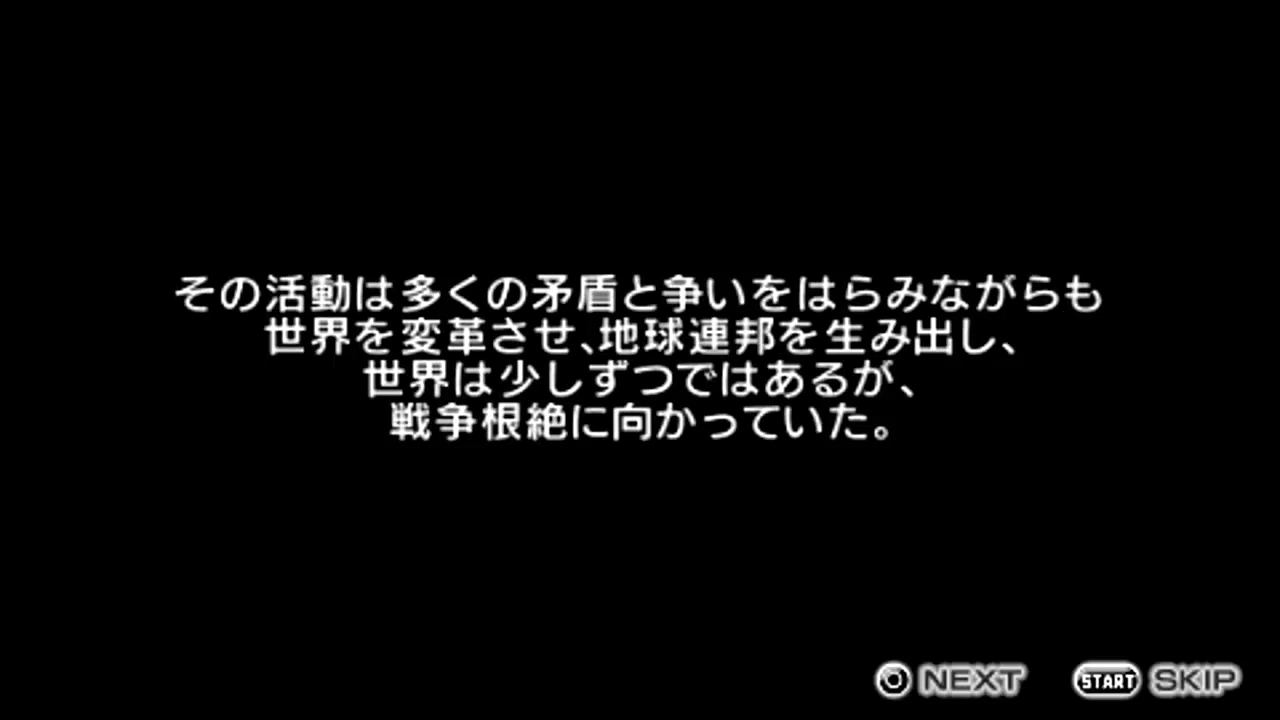 その活動は多くの矛盾と争いをはらみながらも
世界を変革させ、地球連邦を生み出し、
世界は少しずつではあるが、
戦争根絶に向かっていた。
NEXT START SKIP